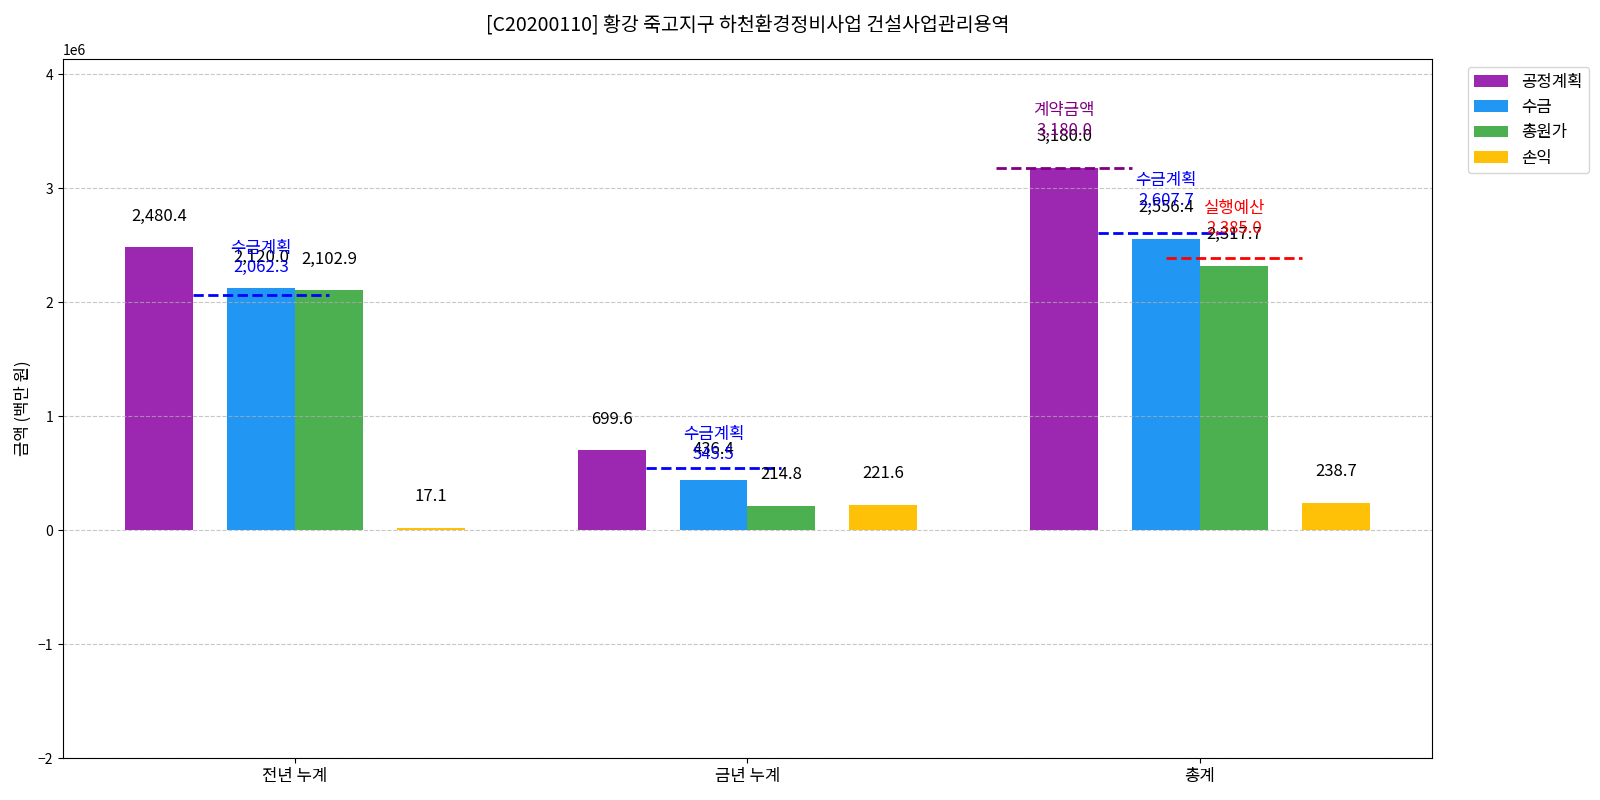 [C20200110] 황강 죽고지구 하천환경정비사업 건설사업관리용역
1e6
금액 (백만 원)
4
3
2
1
0
−1
−2
2,480.4
수금계획
2,120.0
2,062.3
2,102.9
17.1
699.6
수금계획
436.4
545.5
214.8
221.6
계약금액
3,180.0
3,180.0
수금계획
2,607.7
2,556.4
실행예산
2,385.0
2,317.7
238.7
전년 누계
금년 누계
총계
공정계획
수금
총원가
손익